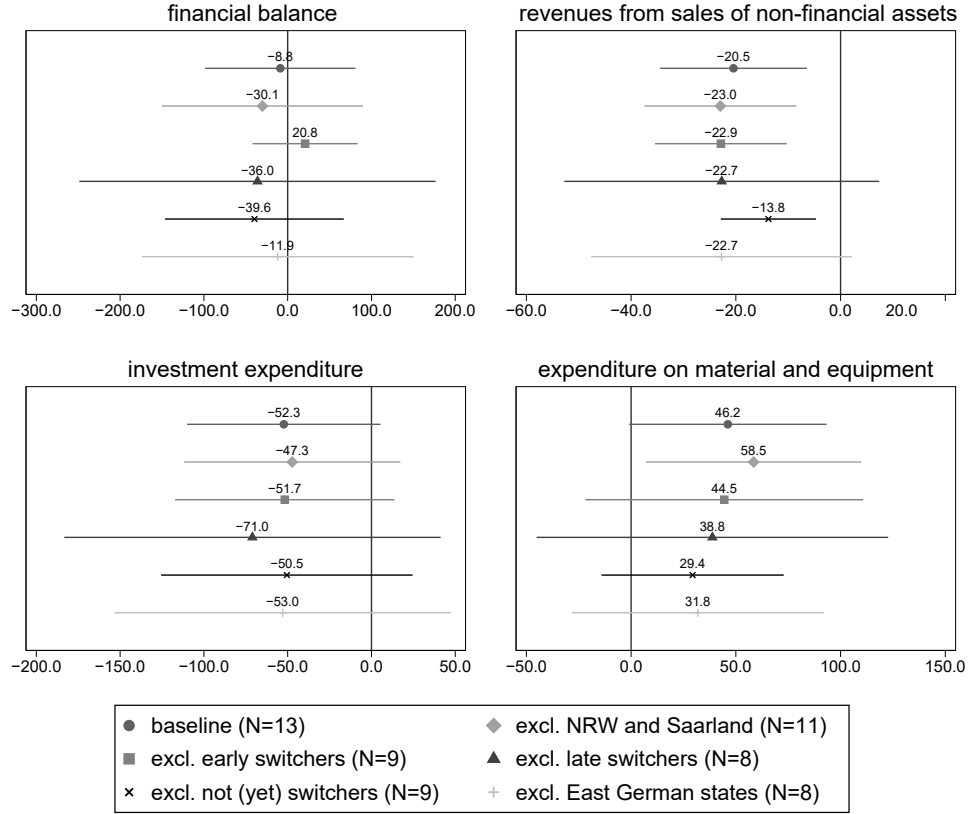 financial balance
−8.8
−30.1
20.8
−36.0
−39.6
−11.9
−300.0 −200.0 −100.0 0.0 100.0 200.0
revenues from sales of non-financial assets
−20.5
−23.0
−22.9
−22.7
−13.8
−22.7
−60.0 −40.0 −20.0 0.0 20.0
investment expenditure
−52.3
−47.3
−51.7
−71.0
−50.5
−53.0
−200.0 −150.0 −100.0 −50.0 0.0 50.0
expenditure on material and equipment
46.2
58.5
44.5
38.8
29.4
31.8
−50.0 0.0 50.0 100.0 150.0
baseline (N=13) excl. NRW and Saarland (N=11)
excl. early switchers (N=9) excl. late switchers (N=8)
excl. not (yet) switchers (N=9) excl. East German states (N=8)